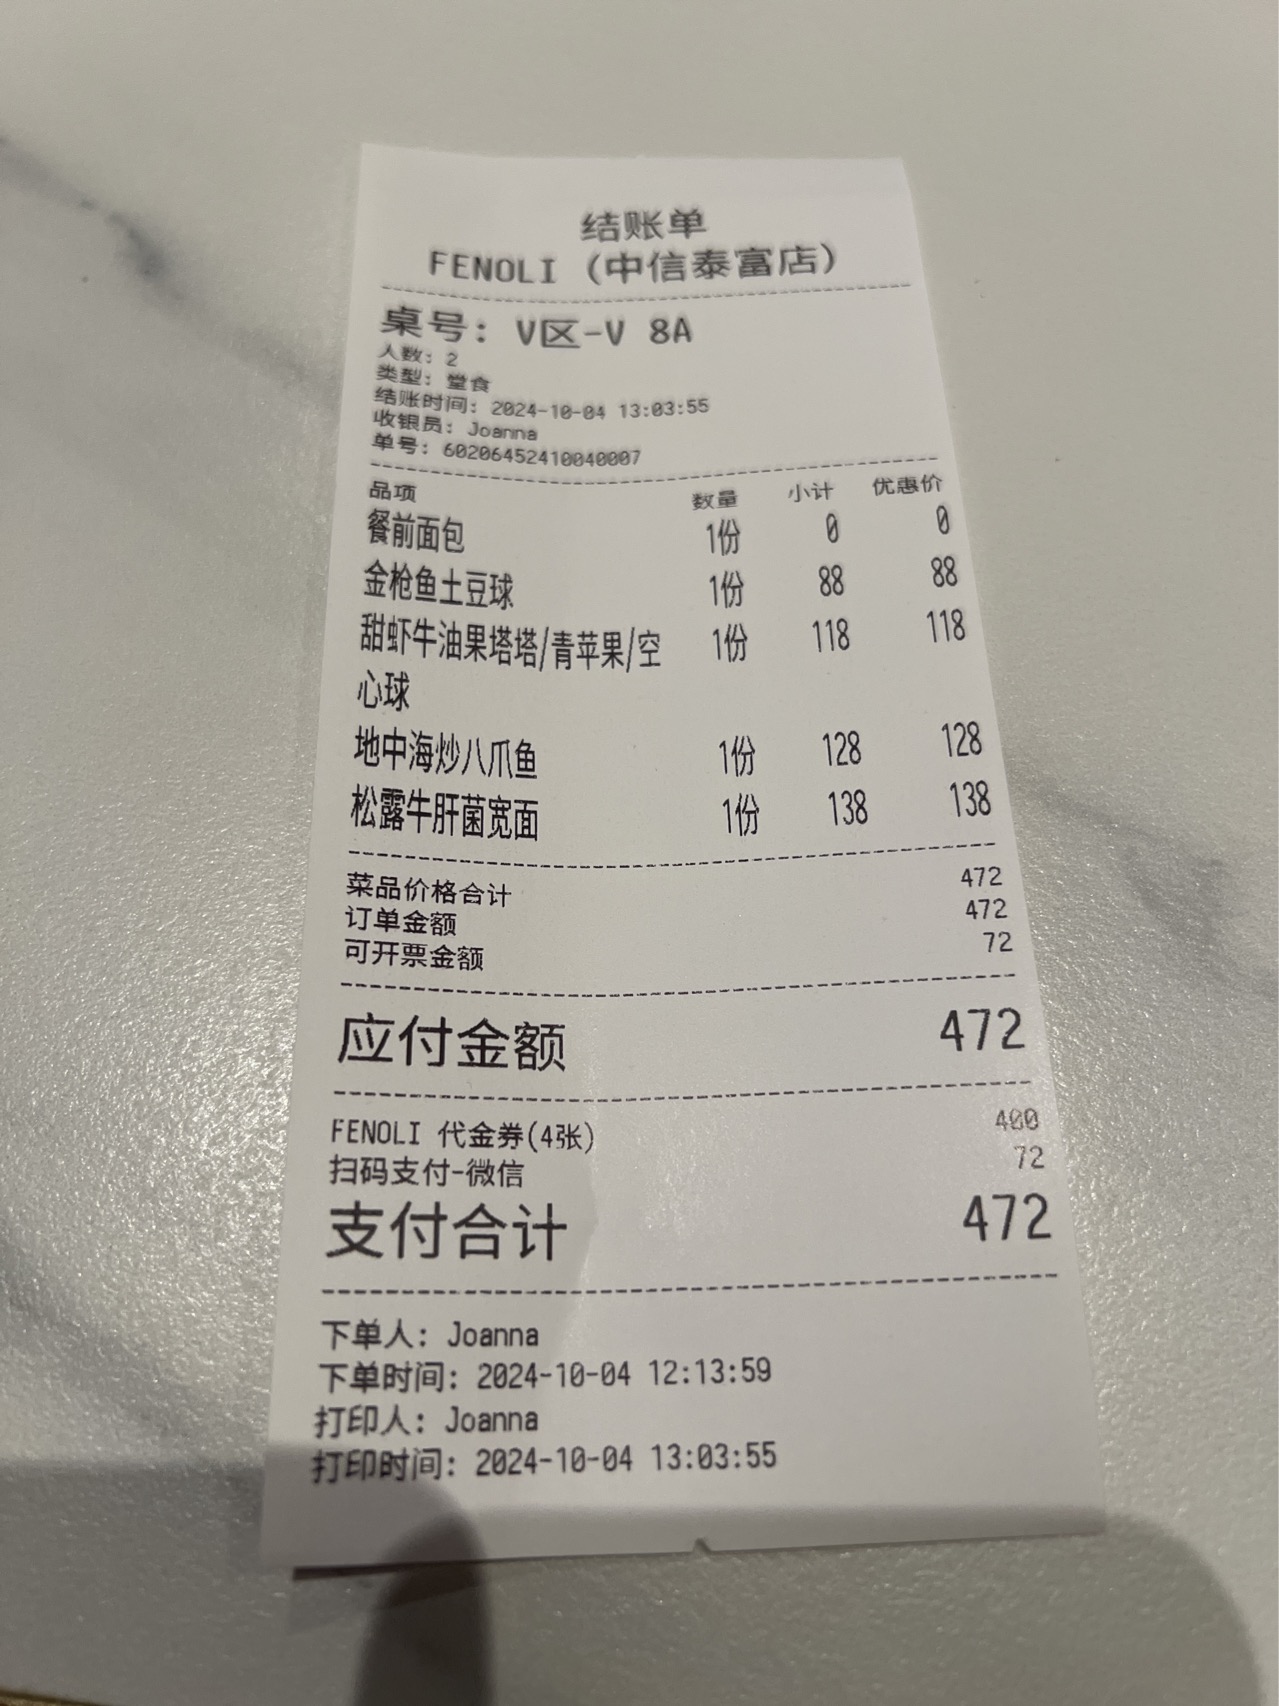 结账单
FENOLI (中信泰富店)
桌号: V区-V 8A
人数: 2
类型: 堂食
结账时间: 2024-10-04 13:03:55
收银员: Joanna
单号: 60206452410040007
品项 数量 小计 优惠价
餐前面包 1份 0 0
金枪鱼土豆球 1份 88 88
甜虾牛油果塔塔/青苹果/空 1份 118 118
心球
地中海炒八爪鱼 1份 128 128
松露牛肝菌宽面 1份 138 138
菜品价格合计 472
订单金额 472
可开票金额 72
应付金额 472
FENOLI 代金券(4张) 400
扫码支付-微信 72
支付合计 472
下单人: Joanna
下单时间: 2024-10-04 12:13:59
打印人: Joanna
打印时间: 2024-10-04 13:03:55